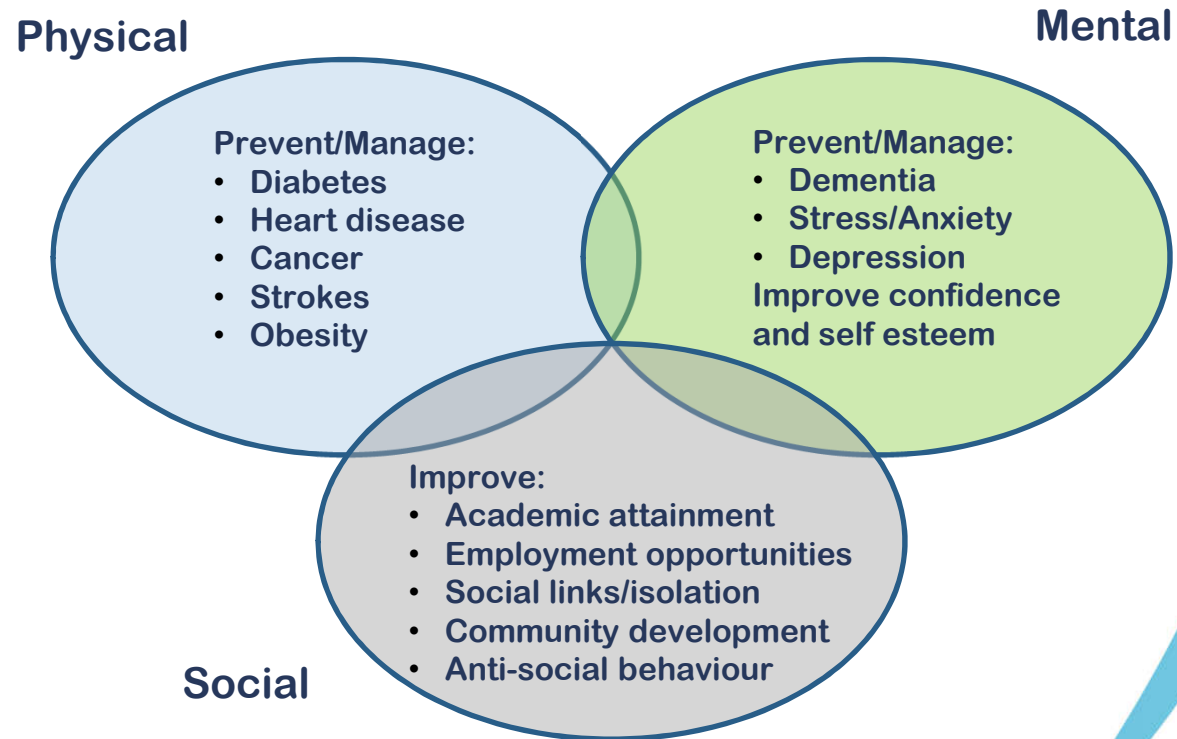 Physical
Mental
Prevent/Manage:
• Diabetes
• Heart disease
• Cancer
• Strokes
• Obesity
Prevent/Manage:
• Dementia
• Stress/Anxiety
• Depression
Improve confidence
and self esteem
Improve:
• Academic attainment
• Employment opportunities
• Social links/isolation
• Community development
• Anti-social behaviour
Social